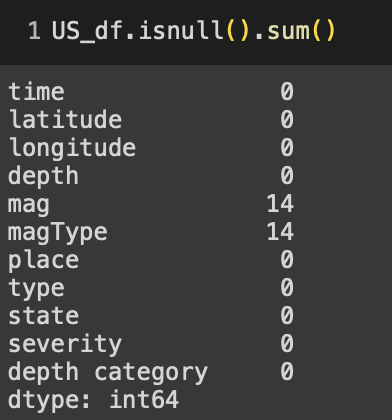 1 US_df.isnull().sum()
time 0
latitude 0
longitude 0
depth 0
mag 14
magType 14
place 0
type 0
state 0
severity 0
depth category 0
dtype: int64